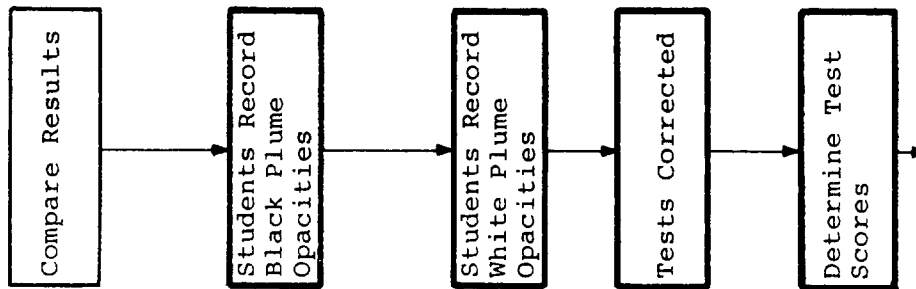 Compare Results
Students Record
Black Plume
Opacities
Students Record
White Plume
Opacities
Tests Corrected
Determine Test
Scores